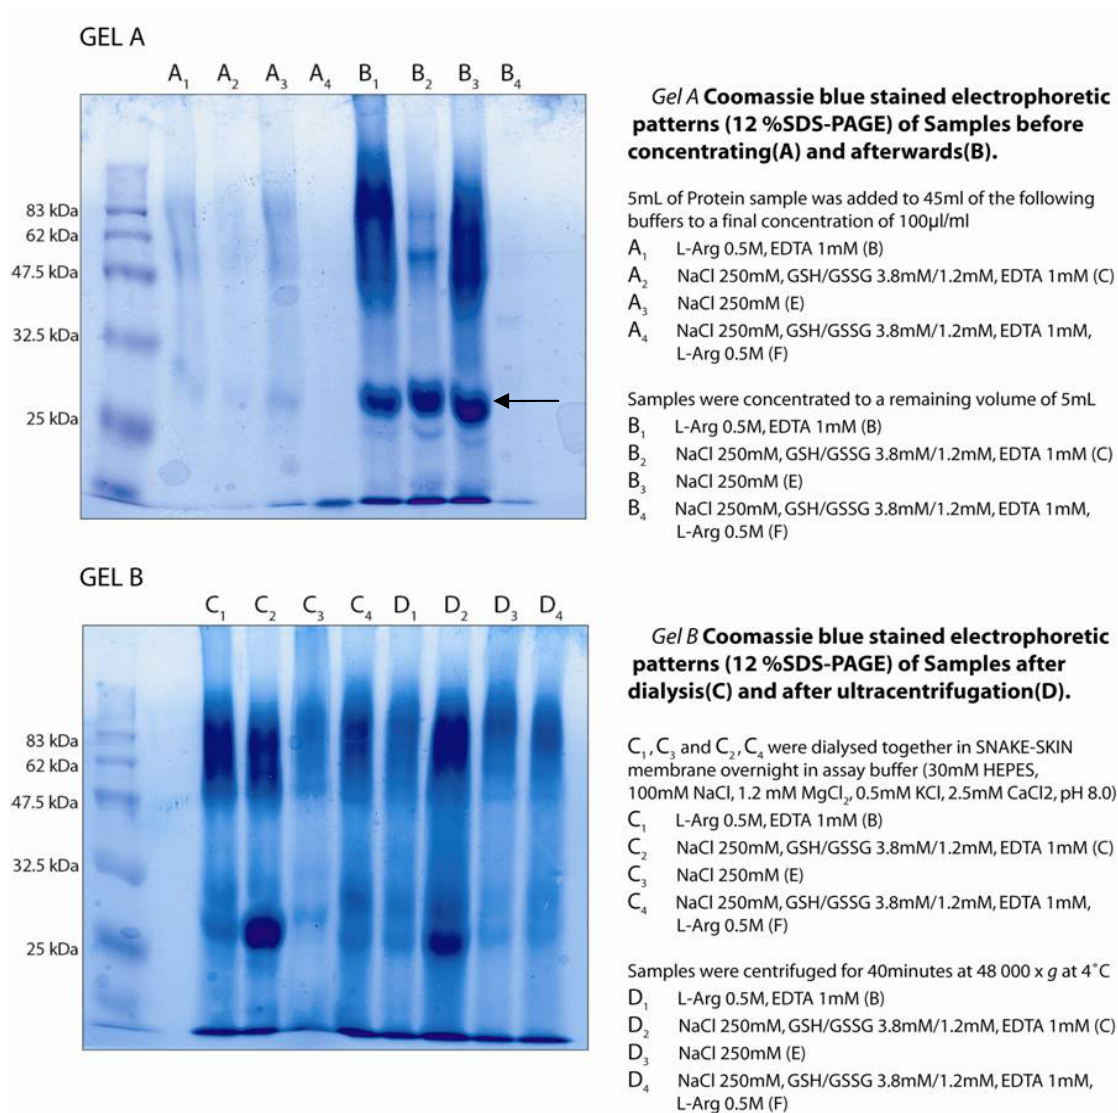 GEL A
A1 A2 A3 A4 B1 B2 B3 B4
83 kDa
62 kDa
47.5 kDa
32.5 kDa
25 kDa
Gel A Coomassie blue stained electrophoretic
patterns (12 %SDS-PAGE) of Samples before
concentrating(A) and afterwards(B).
5mL of Protein sample was added to 45ml of the following
buffers to a final concentration of 100µl/ml
A1 L-Arg 0.5M, EDTA 1mM (B)
A2 NaCl 250mM, GSH/GSSG 3.8mM/1.2mM, EDTA 1mM (C)
A3 NaCl 250mM (E)
A4 NaCl 250mM, GSH/GSSG 3.8mM/1.2mM, EDTA 1mM,
L-Arg 0.5M (F)
Samples were concentrated to a remaining volume of 5mL
B1 L-Arg 0.5M, EDTA 1mM (B)
B2 NaCl 250mM, GSH/GSSG 3.8mM/1.2mM, EDTA 1mM (C)
B3 NaCl 250mM (E)
B4 NaCl 250mM, GSH/GSSG 3.8mM/1.2mM, EDTA 1mM,
L-Arg 0.5M (F)
GEL B
C1 C2 C3 C4 D1 D2 D3 D4
83 kDa
62 kDa
47.5 kDa
32.5 kDa
25 kDa
Gel B Coomassie blue stained electrophoretic
patterns (12 %SDS-PAGE) of Samples after
dialysis(C) and after ultracentrifugation(D).
C1, C3 and C2, C4 were dialysed together in SNAKE-SKIN
membrane overnight in assay buffer (30mM HEPES,
100mM NaCl, 1.2 mM MgCl2, 0.5mM KCl, 2.5mM CaCl2, pH 8.0)
C1 L-Arg 0.5M, EDTA 1mM (B)
C2 NaCl 250mM, GSH/GSSG 3.8mM/1.2mM, EDTA 1mM (C)
C3 NaCl 250mM (E)
C4 NaCl 250mM, GSH/GSSG 3.8mM/1.2mM, EDTA 1mM,
L-Arg 0.5M (F)
Samples were centrifuged for 40minutes at 48 000 x g at 4˚C
D1 L-Arg 0.5M, EDTA 1mM (B)
D2 NaCl 250mM, GSH/GSSG 3.8mM/1.2mM, EDTA 1mM (C)
D3 NaCl 250mM (E)
D4 NaCl 250mM, GSH/GSSG 3.8mM/1.2mM, EDTA 1mM,
L-Arg 0.5M (F)